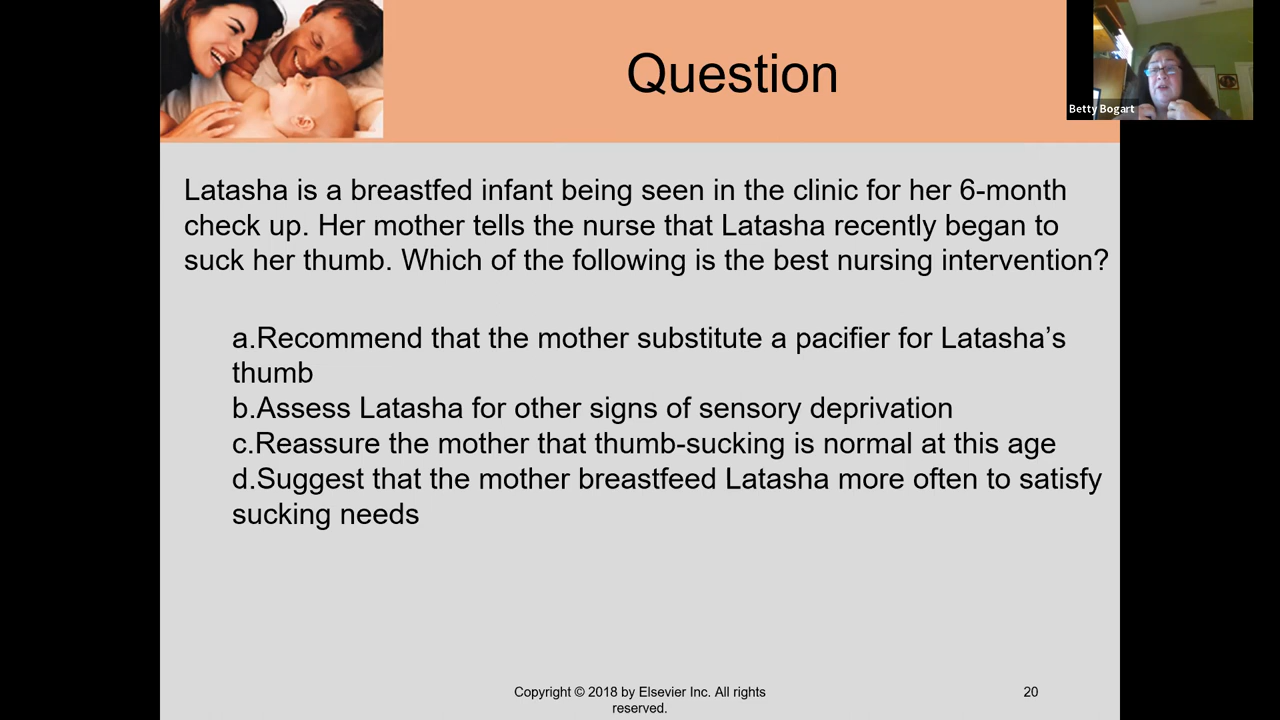 Question
Betty Bogart
Latasha is a breastfed infant being seen in the clinic for her 6-month
check up. Her mother tells the nurse that Latasha recently began to
suck her thumb. Which of the following is the best nursing intervention?
a.Recommend that the mother substitute a pacifier for Latasha’s
thumb
b.Assess Latasha for other signs of sensory deprivation
c.Reassure the mother that thumb-sucking is normal at this age
d.Suggest that the mother breastfeed Latasha more often to satisfy
sucking needs
Copyright © 2018 by Elsevier Inc. All rights
reserved.
20